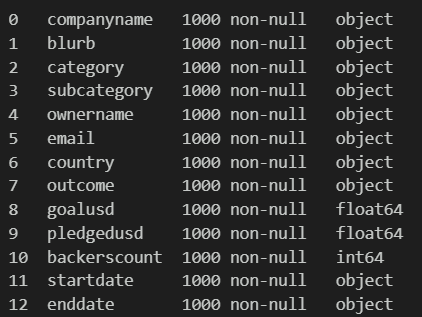 0 companyname 1000 non-null object
1 blurb 1000 non-null object
2 category 1000 non-null object
3 subcategory 1000 non-null object
4 ownername 1000 non-null object
5 email 1000 non-null object
6 country 1000 non-null object
7 outcome 1000 non-null object
8 goalusd 1000 non-null float64
9 pledgedusd 1000 non-null float64
10 backerscount 1000 non-null int64
11 startdate 1000 non-null object
12 enddate 1000 non-null object